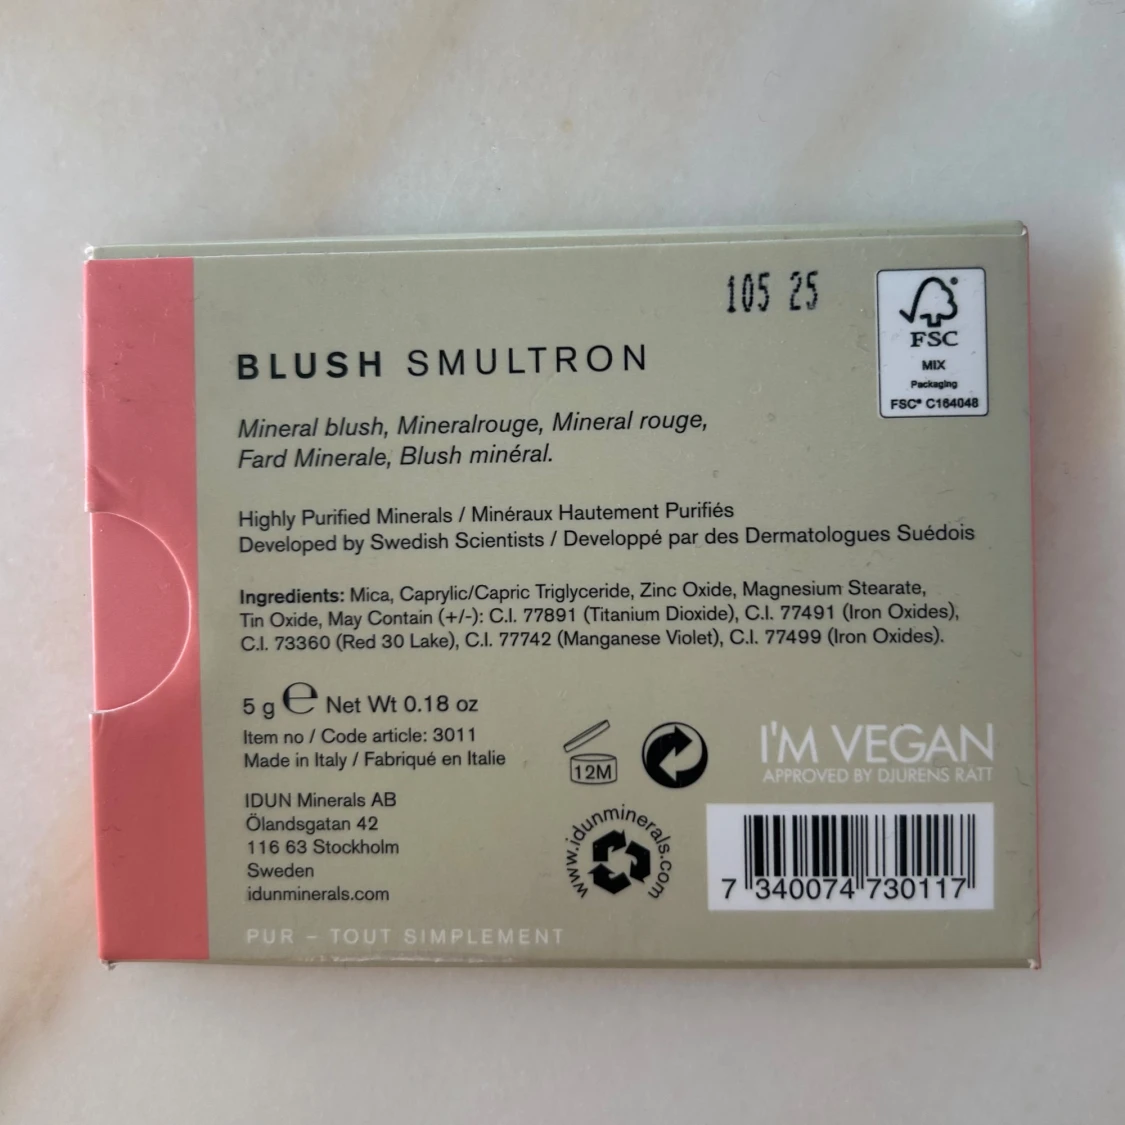 105 25
FSC
MIX
Packaging
FSC® C164048
BLUSH SMULTRON
Mineral blush, Mineralrouge, Mineral rouge,
Fard Minerale, Blush minéral.
Highly Purified Minerals / Minéraux Hautement Purifiés
Developed by Swedish Scientists / Developpé par des Dermatologues Suédois
Ingredients: Mica, Caprylic/Capric Triglyceride, Zinc Oxide, Magnesium Stearate,
Tin Oxide, May Contain (+/-): C.I. 77891 (Titanium Dioxide), C.I. 77491 (Iron Oxides),
C.I. 73360 (Red 30 Lake), C.I. 77742 (Manganese Violet), C.I. 77499 (Iron Oxides).
5 g ℮ Net Wt 0.18 oz
Item no / Code article: 3011
Made in Italy / Fabriqué en Italie
IDUN Minerals AB
Ölandsgatan 42
116 63 Stockholm
Sweden
idunminerals.com
PUR – TOUT SIMPLEMENT
12M
www.idunminerals.com
I'M VEGAN
APPROVED BY DJURENS RÄTT
7 340074 730117